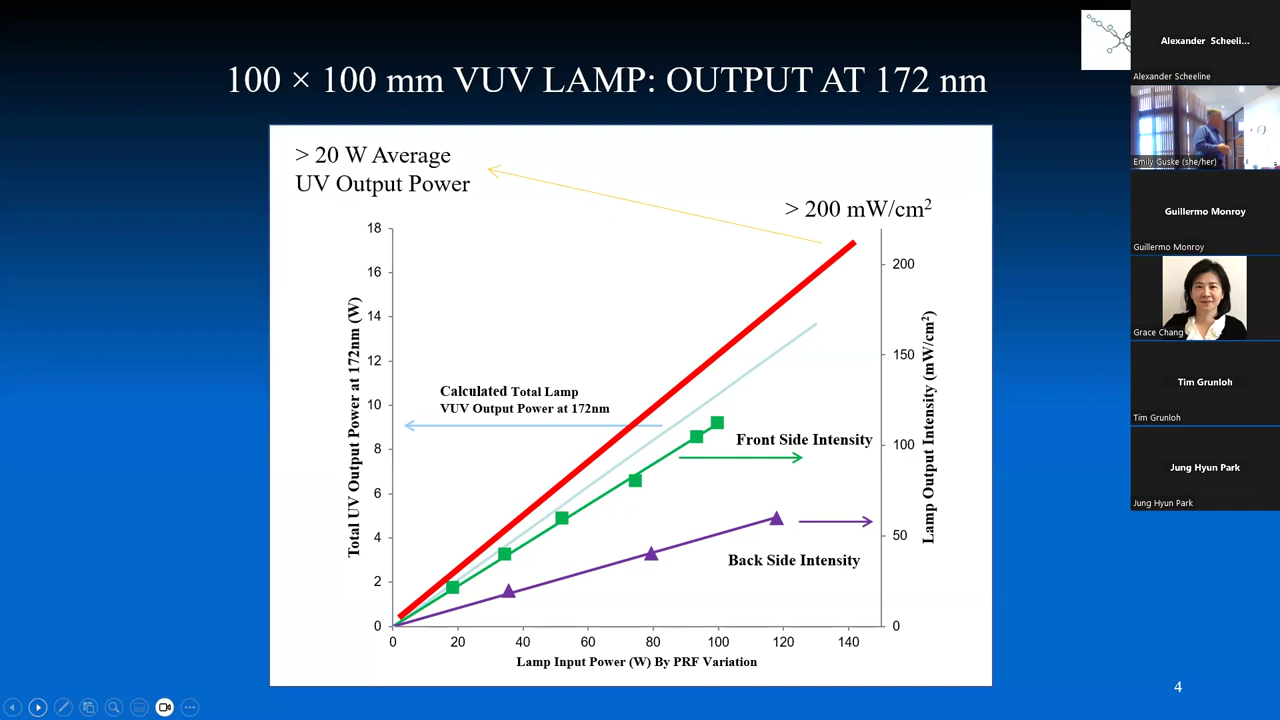 100 × 100 mm VUV LAMP: OUTPUT AT 172 nm
> 20 W Average
UV Output Power
> 200 mW/cm²
18
16
14
12
10
8
6
4
2
0
Total UV Output Power at 172nm (W)
Calculated Total Lamp
VUV Output Power at 172nm
Front Side Intensity
Back Side Intensity
200
150
100
50
0
Lamp Output Intensity (mW/cm²)
0 20 40 60 80 100 120 140
Lamp Input Power (W) By PRF Variation
4
Alexander Scheeli...
Alexander Scheeline
Emily Guske (she/her)
Guillermo Monroy
Guillermo Monroy
Grace Chang
Tim Grunloh
Tim Grunloh
Jung Hyun Park
Jung Hyun Park